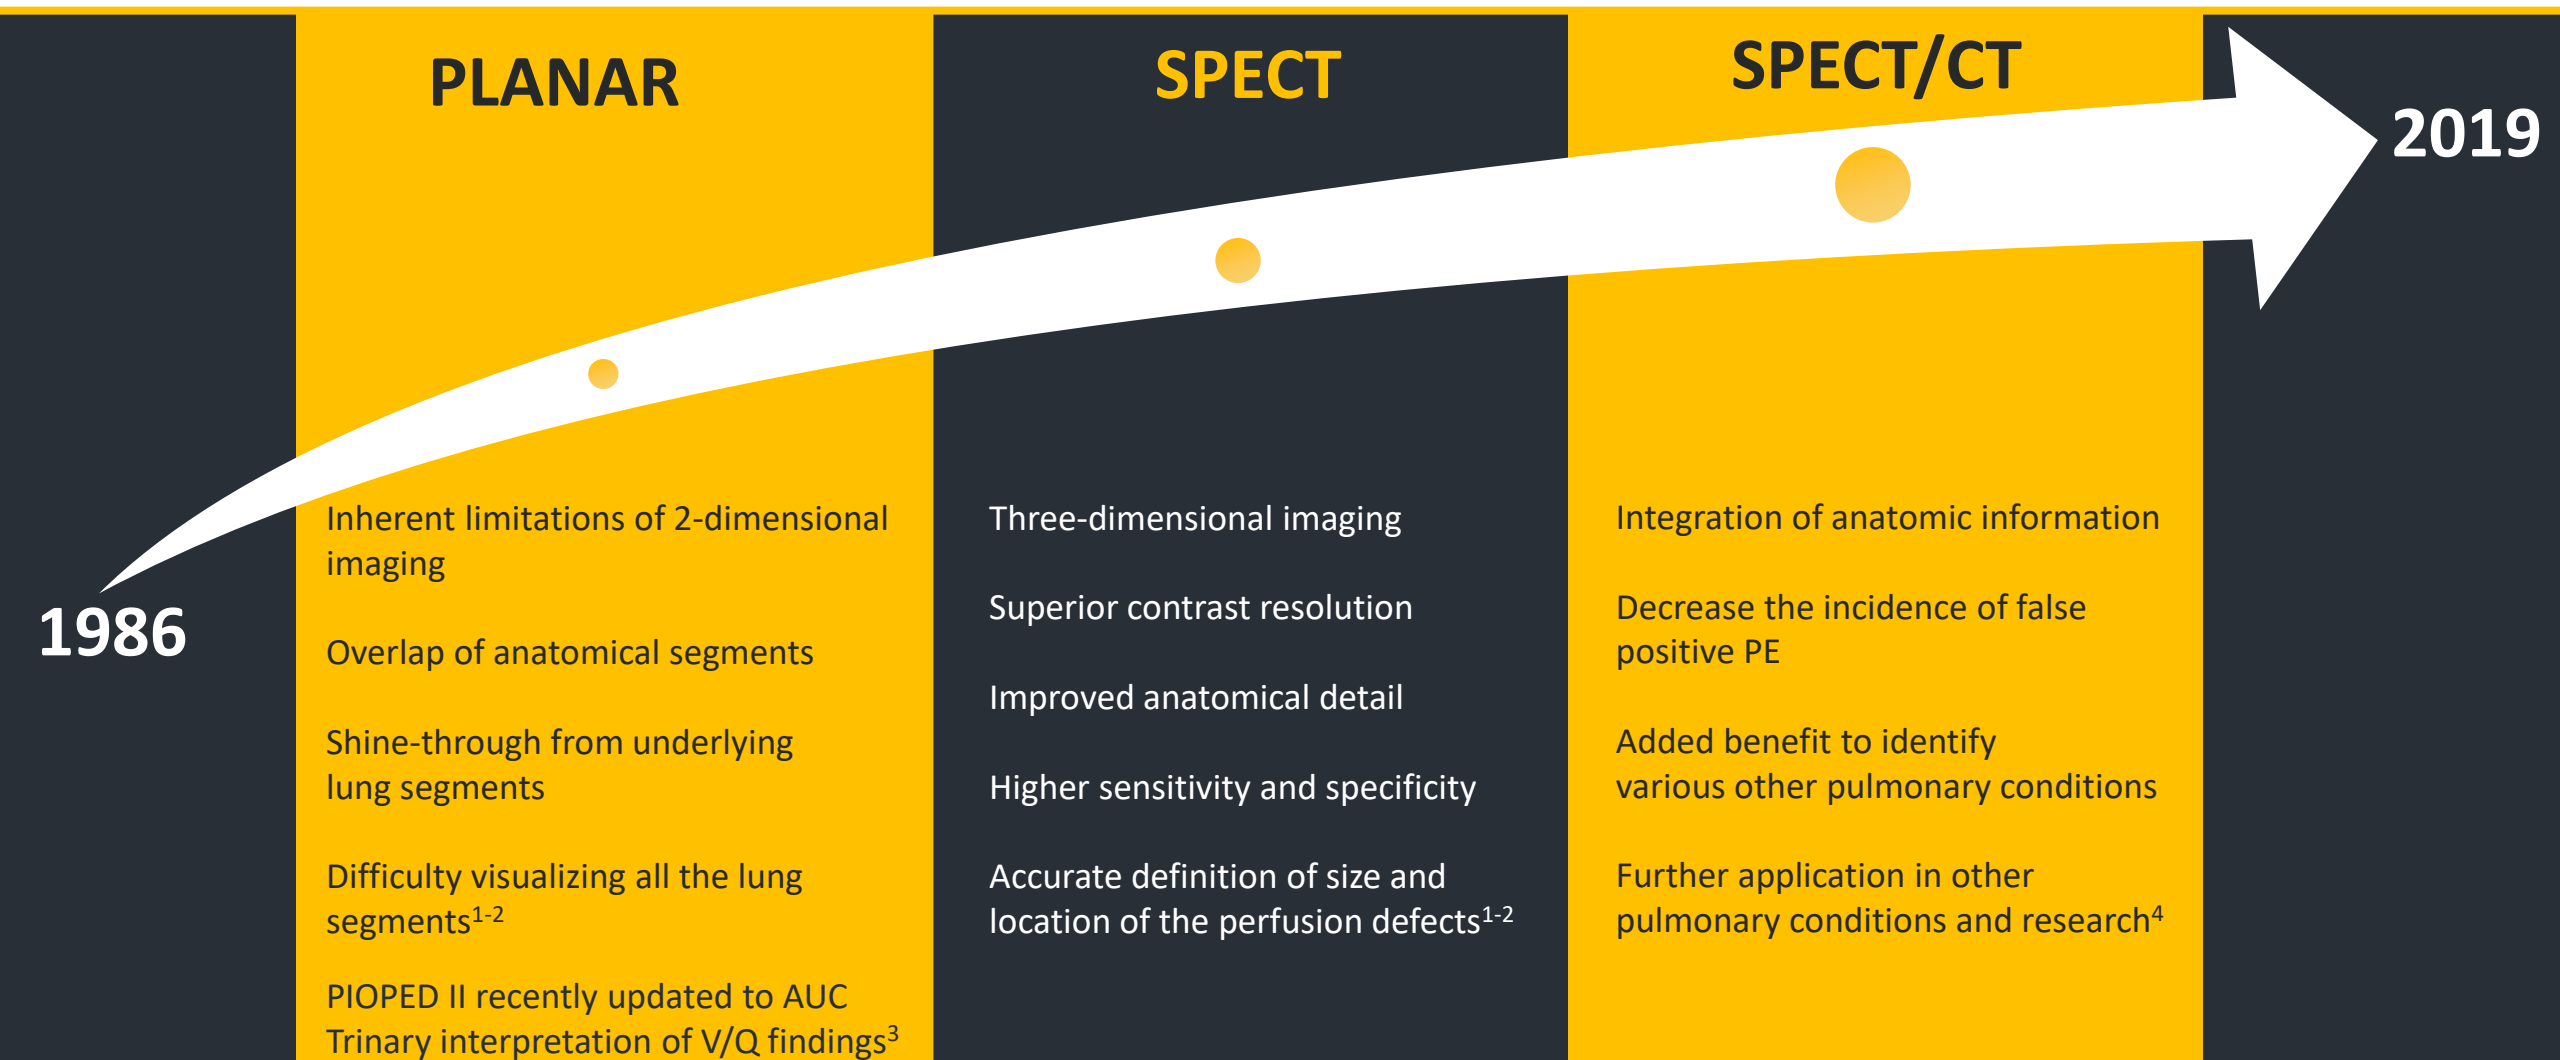 PLANAR
SPECT
SPECT/CT
2019
1986
Inherent limitations of 2-dimensional
imaging
Overlap of anatomical segments
Shine-through from underlying
lung segments
Difficulty visualizing all the lung
segments¹⁻²
PIOPED II recently updated to AUC
Trinary interpretation of V/Q findings³
Three-dimensional imaging
Superior contrast resolution
Improved anatomical detail
Higher sensitivity and specificity
Accurate definition of size and
location of the perfusion defects¹⁻²
Integration of anatomic information
Decrease the incidence of false
positive PE
Added benefit to identify
various other pulmonary conditions
Further application in other
pulmonary conditions and research⁴